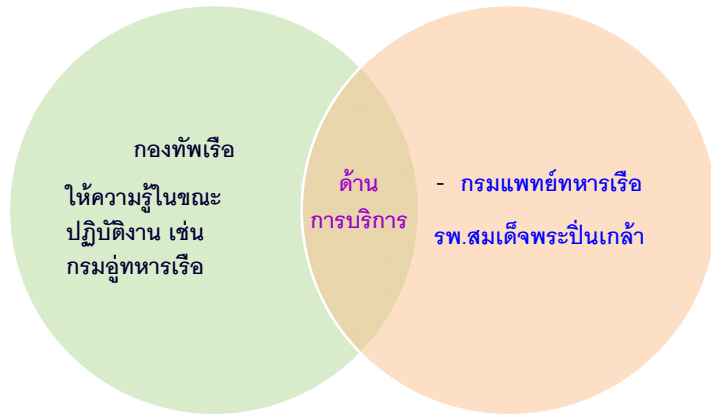 กองทัพเรือ
ให้ความรู้ในขณะ
ปฏิบัติงาน เช่น
กรมอู่ทหารเรือ
ด้าน
การบริการ
- กรมแพทย์ทหารเรือ
รพ.สมเด็จพระปิ่นเกล้า